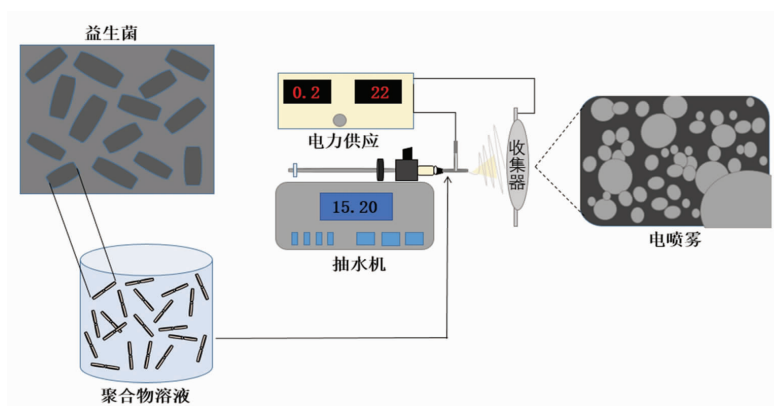 益生菌
0.2
22
电力供应
收集器
15.20
抽水机
电喷雾
聚合物溶液